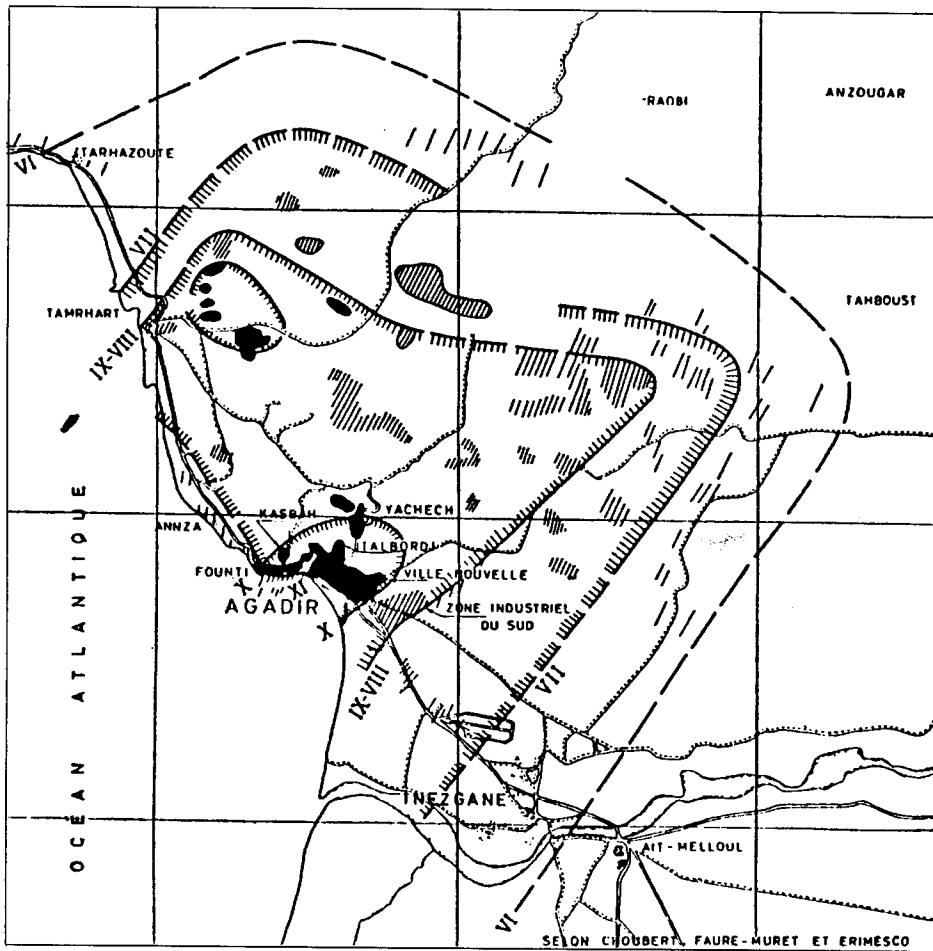 RAOBI
ANZOUGAR
TARHAZOUTE
VI
VII
TAMRHART
TAHBOUST
IX-VIII
OCEAN ATLANTIQUE
KASBAH
YACHECH
ANNZA
TALBORDJ
FOUNTI
VILLE NOUVELLE
X
XI
AGADIR
ZONE INDUSTRIEL
DU SUD
X
IX-VIII
VII
INEZGANE
AIT-MELLOUL
VI
SELON CHOUBERT, FAURE-MURET ET ERIMESCO